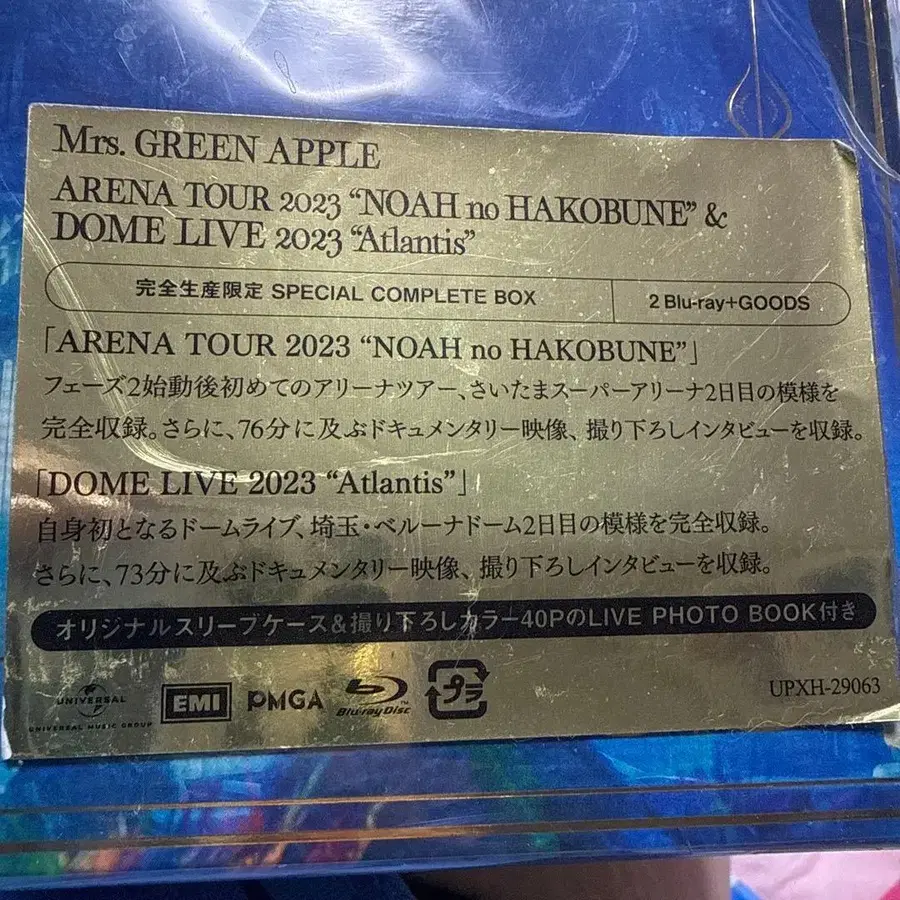 Mrs. GREEN APPLE
ARENA TOUR 2023 “NOAH no HAKOBUNE” &
DOME LIVE 2023 “Atlantis”
完全生産限定 SPECIAL COMPLETE BOX
2 Blu-ray+GOODS
「ARENA TOUR 2023 “NOAH no HAKOBUNE”」
フェーズ2始動後初めてのアリーナツアー、さいたまスーパーアリーナ2日目の模様を
完全収録。さらに、76分に及ぶドキュメンタリー映像、撮り下ろしインタビューを収録。
「DOME LIVE 2023 “Atlantis”」
自身初となるドームライブ、埼玉・ベルーナドーム2日目の模様を完全収録。
さらに、73分に及ぶドキュメンタリー映像、撮り下ろしインタビューを収録。
オリジナルスリーブケース&撮り下ろしカラー40PのLIVE PHOTO BOOK付き
UNIVERSAL
UNIVERSAL MUSIC GROUP
EMI
PMGA
Blu-ray Disc
TM
プラ
UPXH-29063